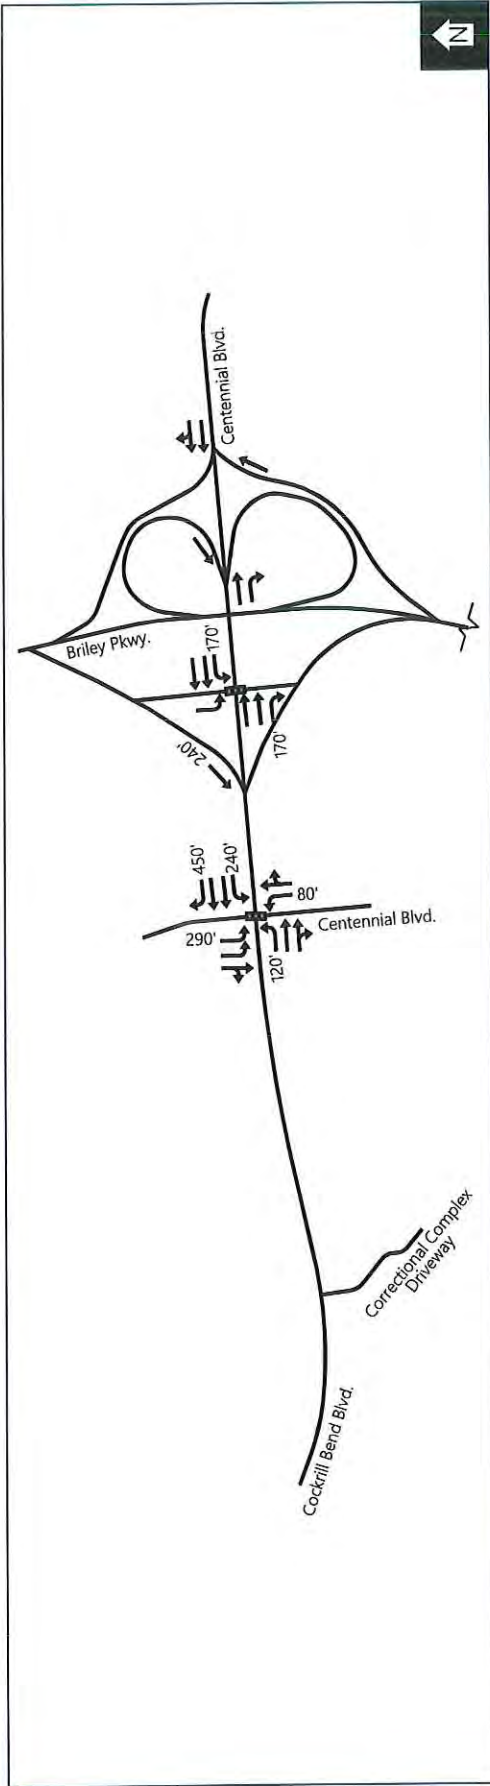 N
Centennial Blvd.
Briley Pkwy.
170'
240'
170'
450'
240'
80'
290'
Centennial Blvd.
120'
Correctional Complex
Driveway
Cockrill Bend Blvd.